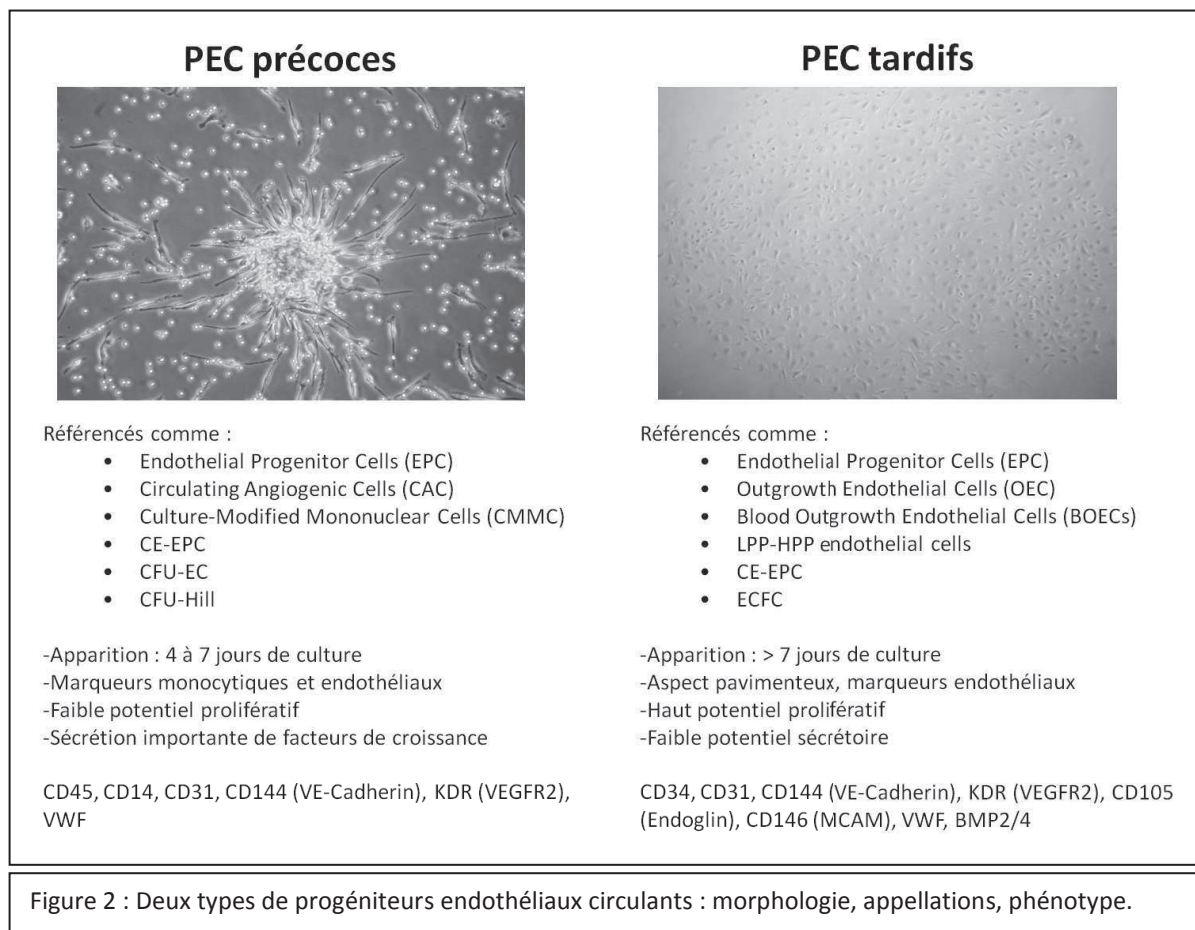 PEC précoces
Référencés comme :
• Endothelial Progenitor Cells (EPC)
• Circulating Angiogenic Cells (CAC)
• Culture-Modified Mononuclear Cells (CMMC)
• CE-EPC
• CFU-EC
• CFU-Hill
-Apparition : 4 à 7 jours de culture
-Marqueurs monocytiques et endothéliaux
-Faible potentiel prolifératif
-Sécrétion importante de facteurs de croissance
CD45, CD14, CD31, CD144 (VE-Cadherin), KDR (VEGFR2),
VWF
PEC tardifs
Référencés comme :
• Endothelial Progenitor Cells (EPC)
• Outgrowth Endothelial Cells (OEC)
• Blood Outgrowth Endothelial Cells (BOECs)
• LPP-HPP endothelial cells
• CE-EPC
• ECFC
-Apparition : > 7 jours de culture
-Aspect pavimenteux, marqueurs endothéliaux
-Haut potentiel prolifératif
-Faible potentiel sécrétoire
CD34, CD31, CD144 (VE-Cadherin), KDR (VEGFR2), CD105
(Endoglin), CD146 (MCAM), VWF, BMP2/4
Figure 2 : Deux types de progéniteurs endothéliaux circulants : morphologie, appellations, phénotype.